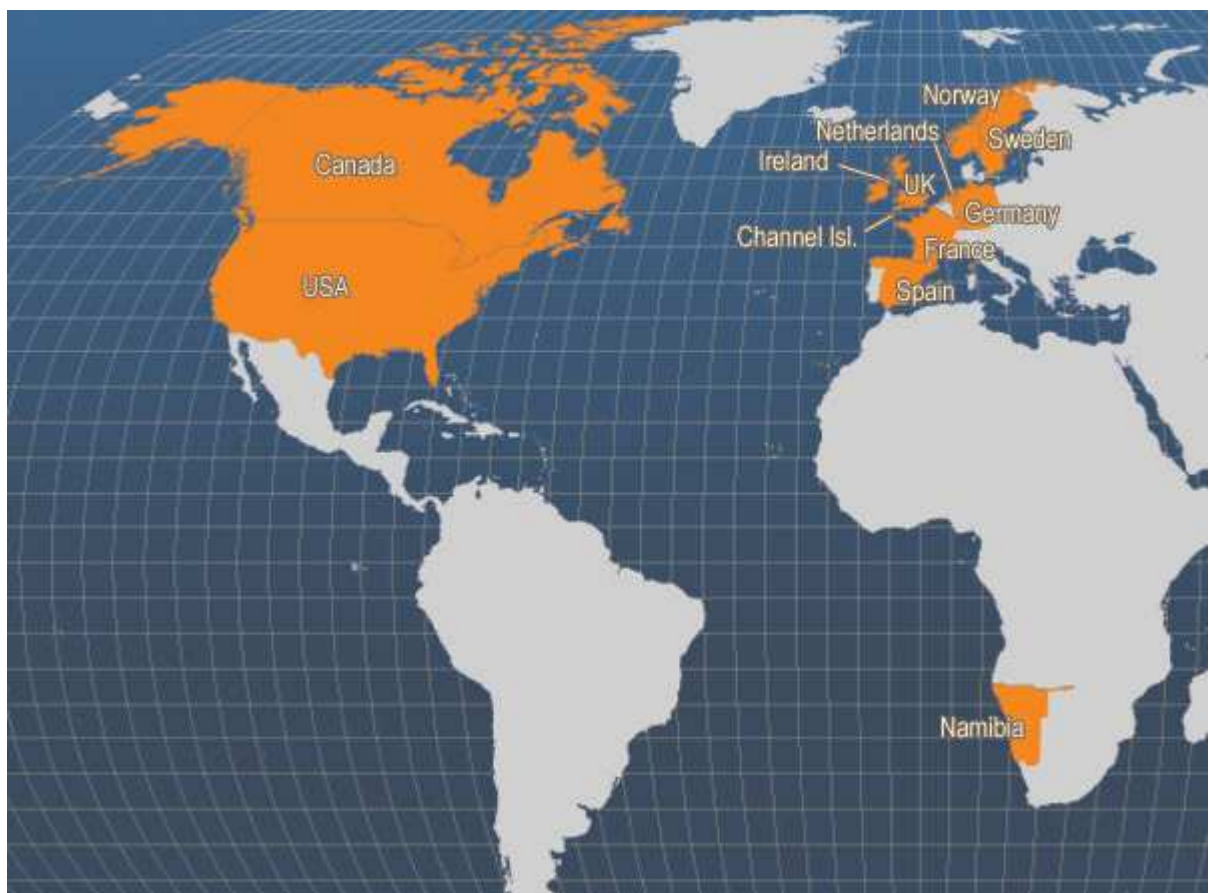 Norway
Netherlands
Sweden
Ireland
Canada
UK
Germany
Channel Isl.
France
USA
Spain
Namibia